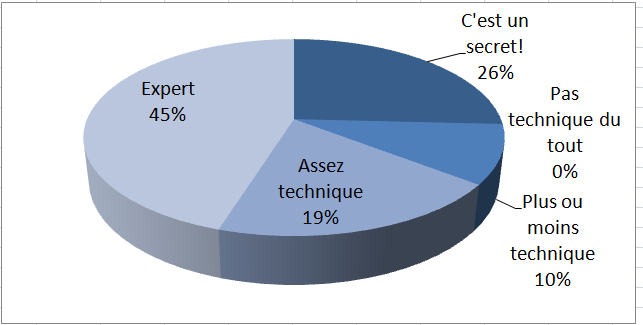 C'est un
secret!
26%
Pas
technique du
tout
0%
Plus ou
moins
technique
10%
Assez
technique
19%
Expert
45%